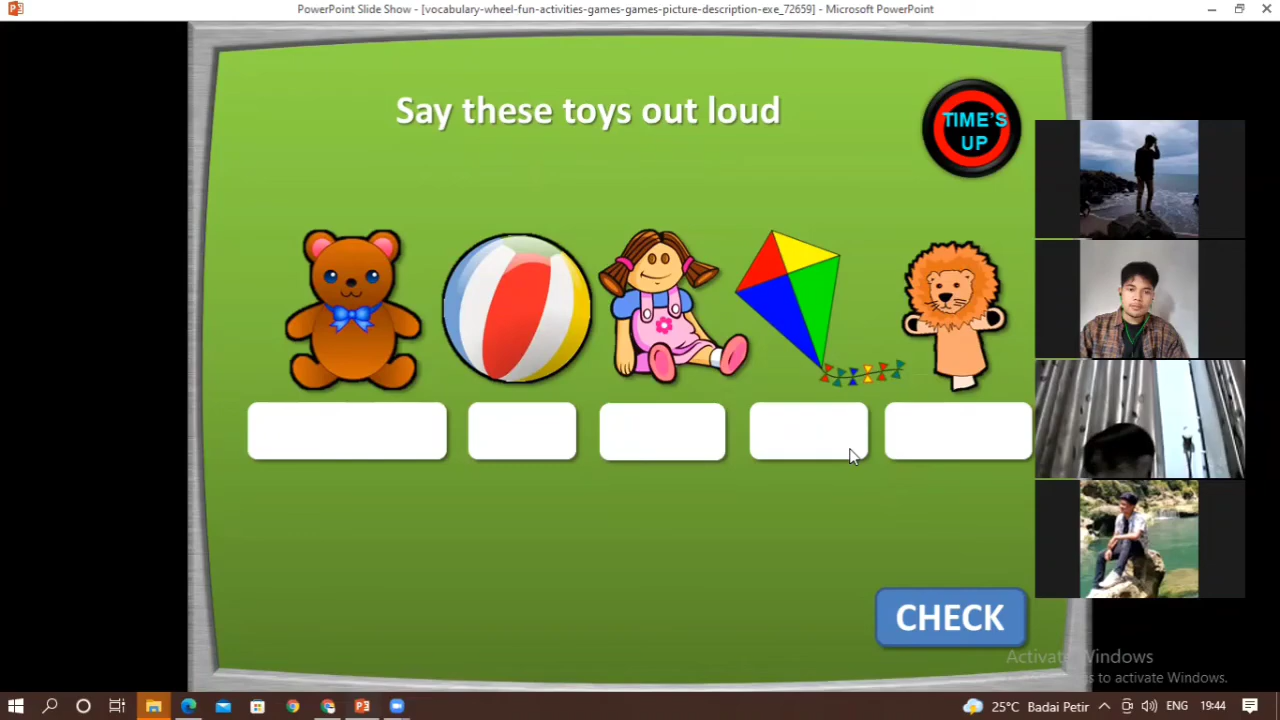 PowerPoint Slide Show - [vocabulary-wheel-fun-activities-games-games-picture-description-exe_72659] - Microsoft PowerPoint
Say these toys out loud
TIME'S
UP
CHECK
Activate Windows
to activate Windows.
25°C Badai Petir
ENG
19:44